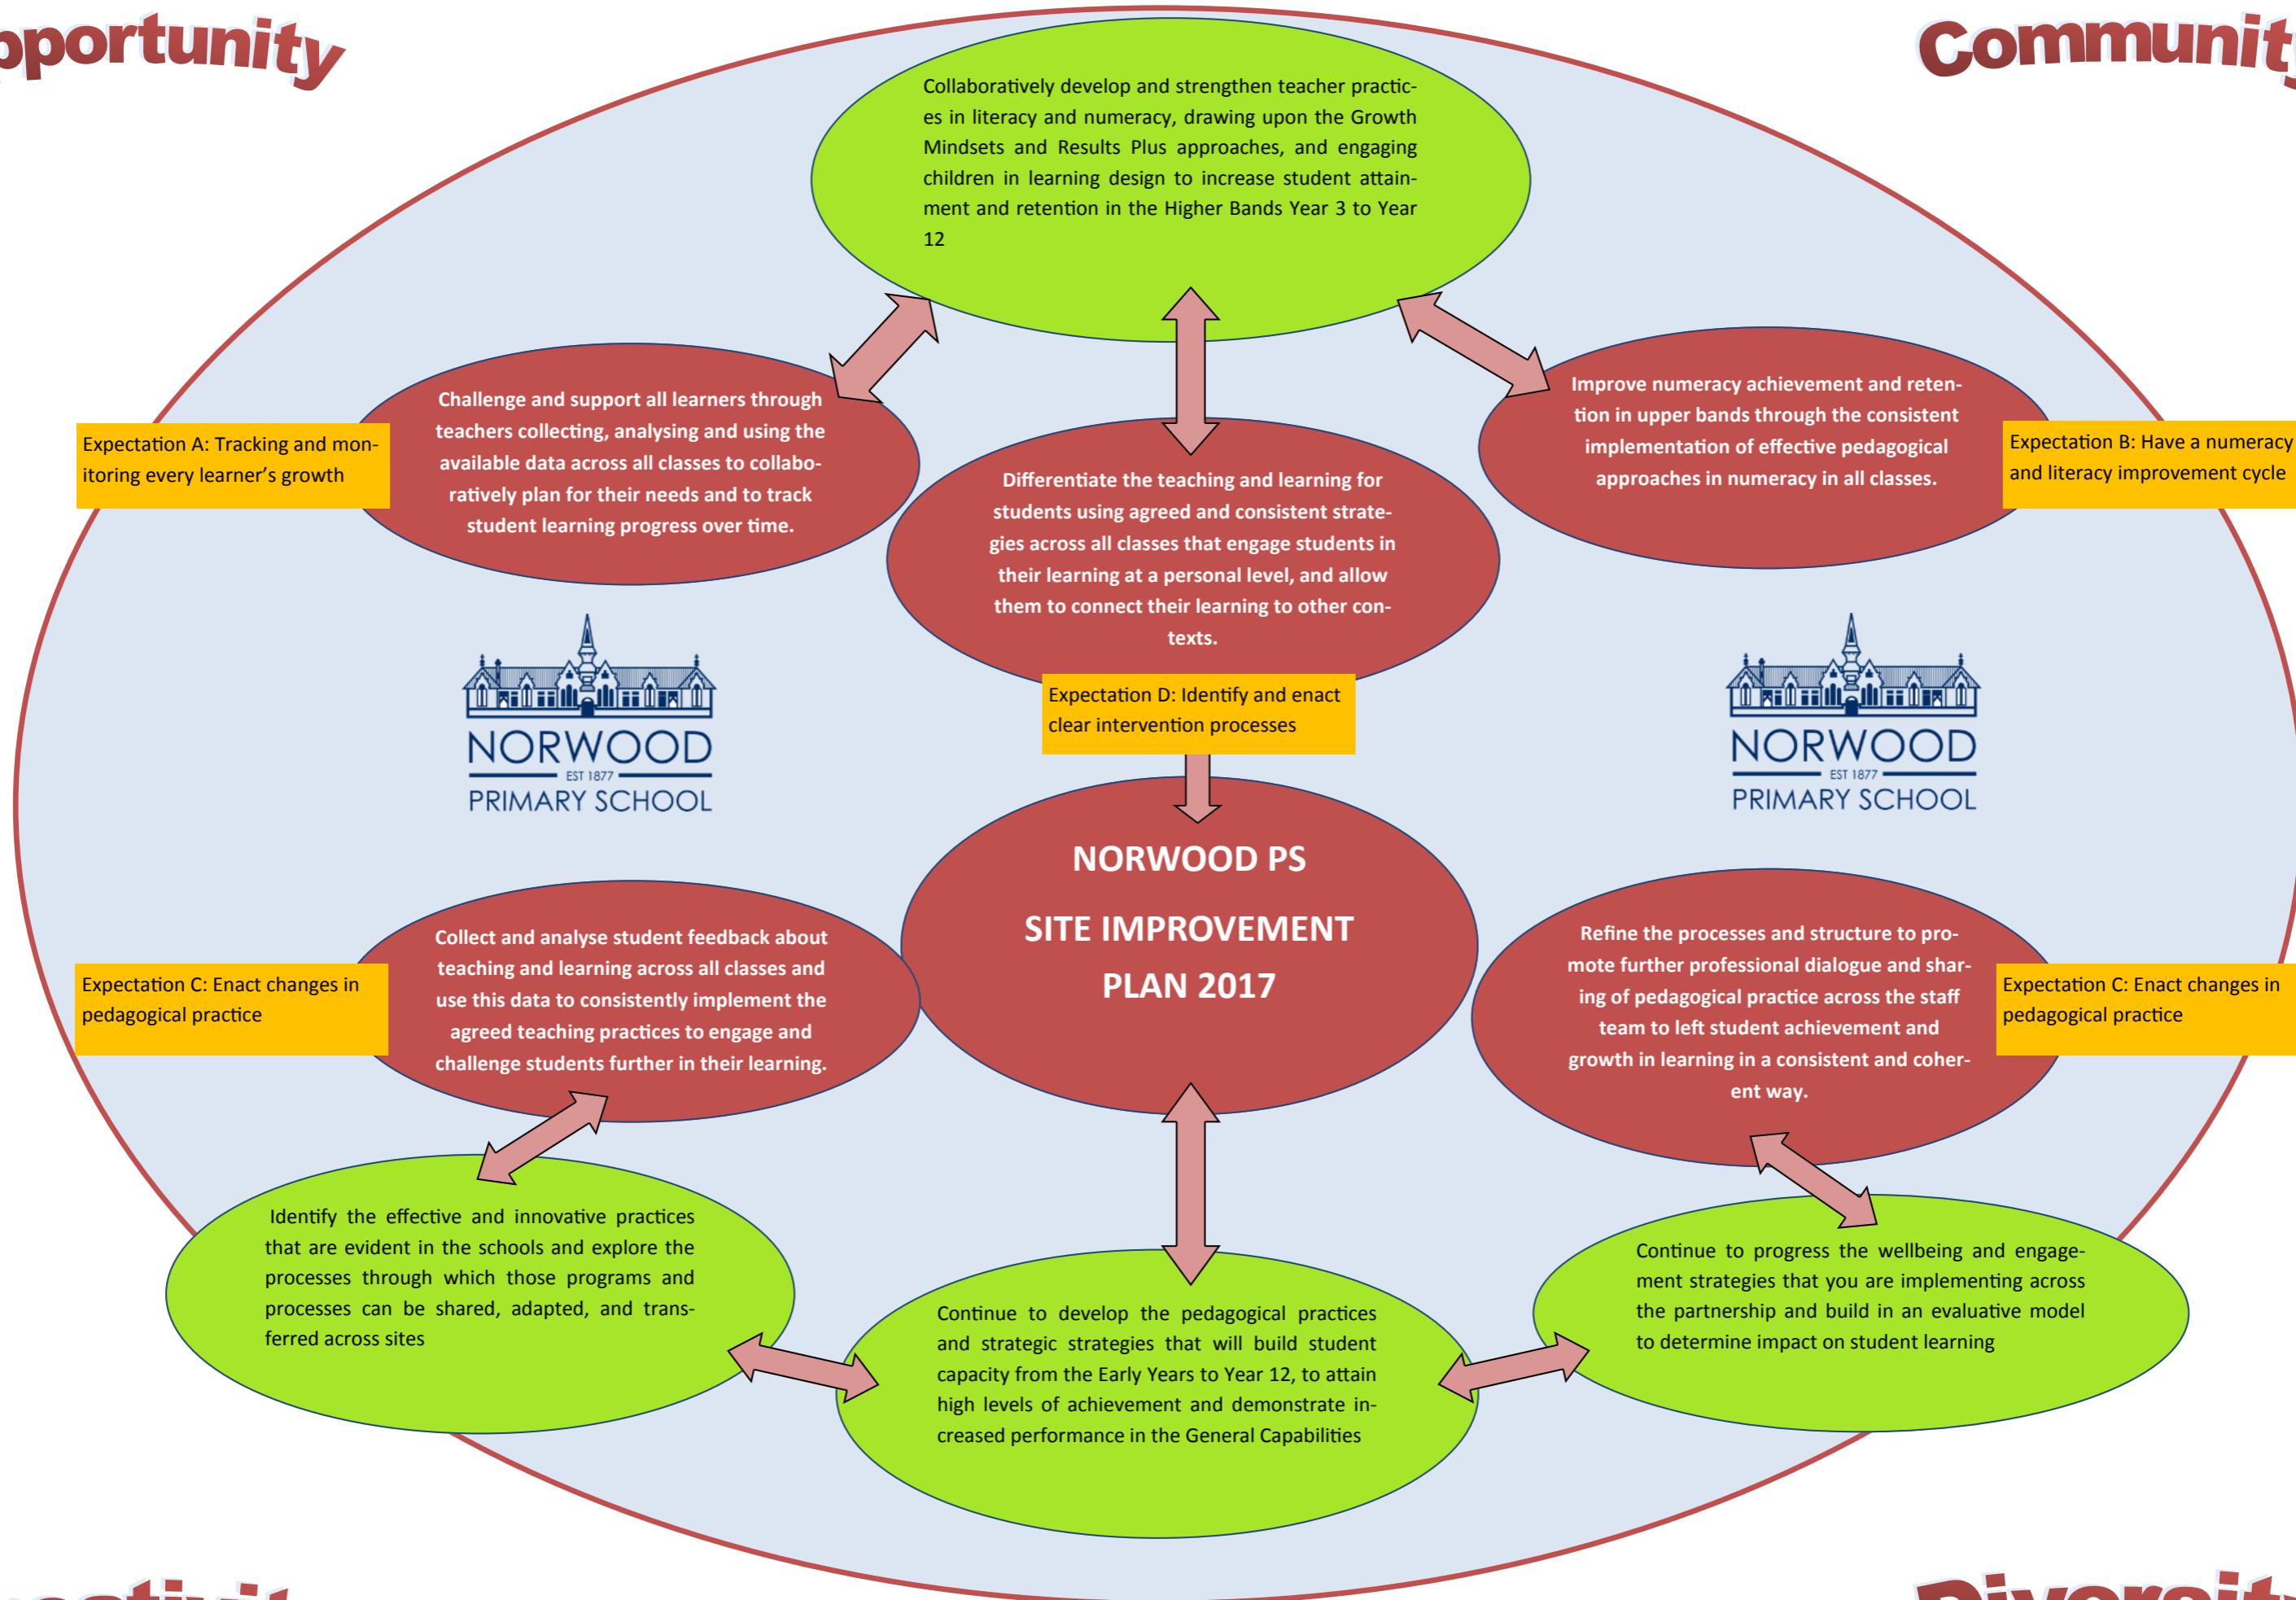 pportunity
Communit
Collaboratively develop and strengthen teacher practic-
es in literacy and numeracy, drawing upon the Growth
Mindsets and Results Plus approaches, and engaging
children in learning design to increase student attain-
ment and retention in the Higher Bands Year 3 to Year
12
Expectation A: Tracking and mon-
itoring every learner's growth
Challenge and support all learners through
teachers collecting, analysing and using the
available data across all classes to collabo-
ratively plan for their needs and to track
student learning progress over time.
Differentiate the teaching and learning for
students using agreed and consistent strate-
gies across all classes that engage students in
their learning at a personal level, and allow
them to connect their learning to other con-
texts.
Improve numeracy achievement and reten-
tion in upper bands through the consistent
implementation of effective pedagogical
approaches in numeracy in all classes.
Expectation B: Have a numeracy
and literacy improvement cycle
NORWOOD
EST 1877
PRIMARY SCHOOL
Expectation D: Identify and enact
clear intervention processes
NORWOOD
EST 1877
PRIMARY SCHOOL
NORWOOD PS
SITE IMPROVEMENT
PLAN 2017
Expectation C: Enact changes in
pedagogical practice
Collect and analyse student feedback about
teaching and learning across all classes and
use this data to consistently implement the
agreed teaching practices to engage and
challenge students further in their learning.
Refine the processes and structure to pro-
mote further professional dialogue and shar-
ing of pedagogical practice across the staff
team to left student achievement and
growth in learning in a consistent and coher-
ent way.
Expectation C: Enact changes in
pedagogical practice
Identify the effective and innovative practices
that are evident in the schools and explore the
processes through which those programs and
processes can be shared, adapted, and trans-
ferred across sites
Continue to develop the pedagogical practices
and strategic strategies that will build student
capacity from the Early Years to Year 12, to attain
high levels of achievement and demonstrate in-
creased performance in the General Capabilities
Continue to progress the wellbeing and engage-
ment strategies that you are implementing across
the partnership and build in an evaluative model
to determine impact on student learning
eativit
Diversit